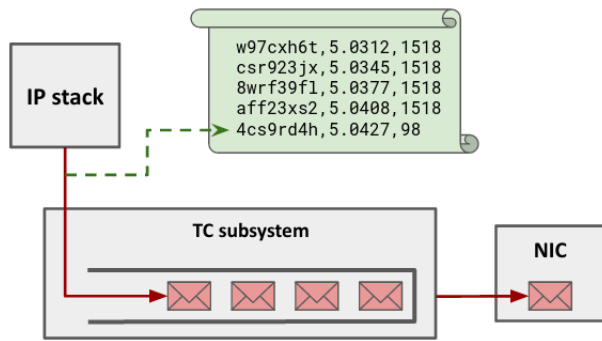 w97cxh6t,5.0312,1518
csr923jx,5.0345,1518
8wrf39fl,5.0377,1518
aff23xs2,5.0408,1518
4cs9rd4h,5.0427,98
IP stack
TC subsystem
NIC